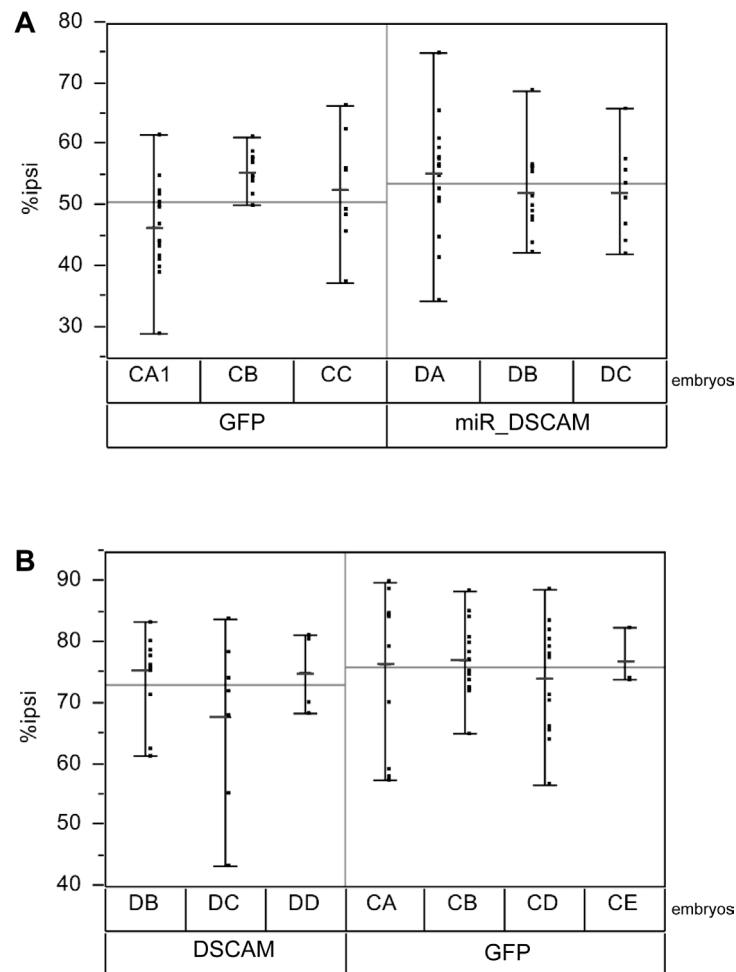 A
80
70
60
50
40
30
%ipsi
CA1 CB CC DA DB DC embryos
GFP miR_DSCAM
B
90
80
70
60
50
40
%ipsi
DB DC DD CA CB CD CE embryos
DSCAM GFP